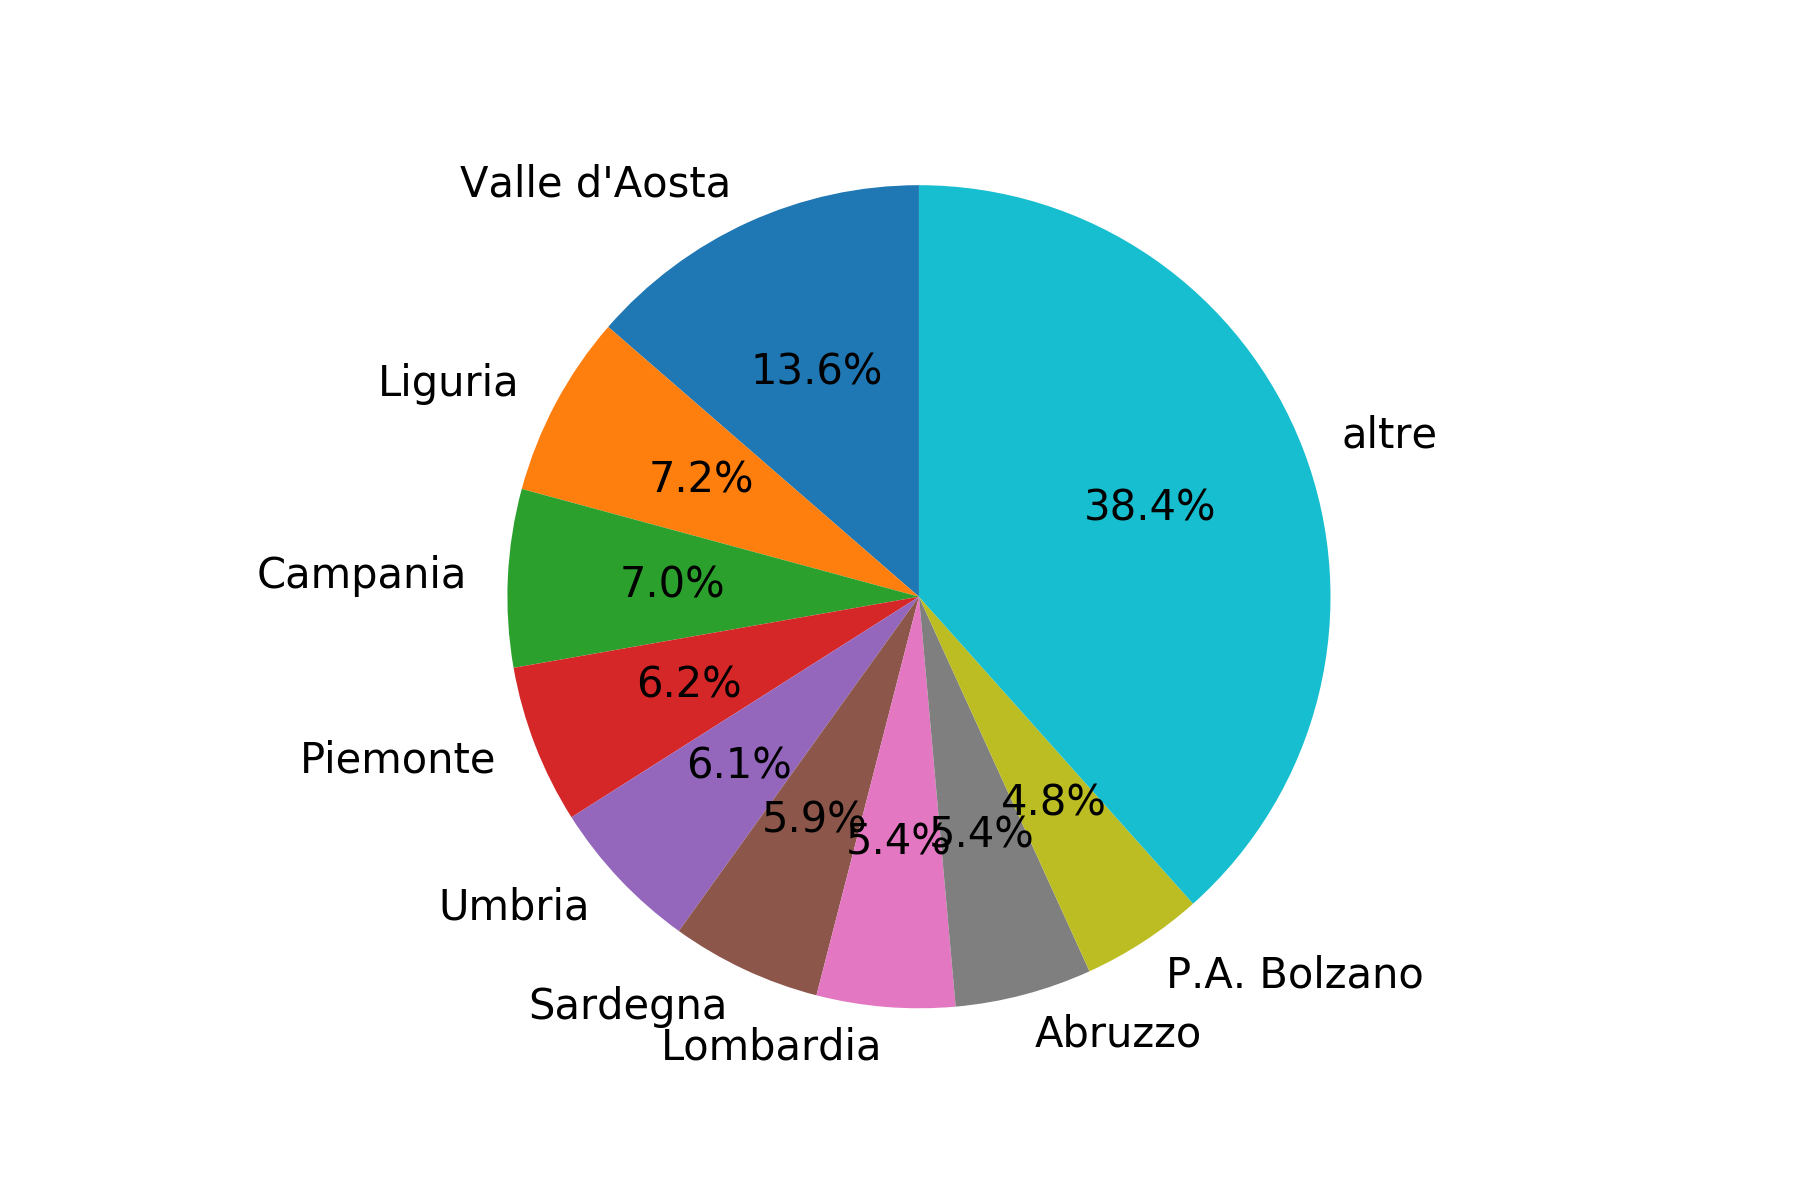 Valle d'Aosta
13.6%
Liguria
7.2%
Campania
7.0%
Piemonte
6.2%
Umbria
6.1%
Sardegna
5.9%
Lombardia
5.4%
Abruzzo
5.4%
P.A. Bolzano
4.8%
altre
38.4%